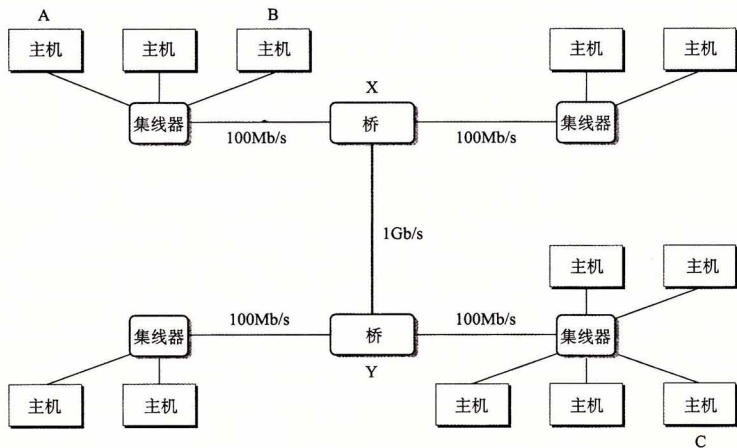 A
B
主机
主机
主机
主机
主机
X
集线器
100Mb/s
桥
100Mb/s
集线器
1Gb/s
主机
主机
集线器
100Mb/s
桥
100Mb/s
集线器
Y
主机
主机
主机
主机
主机
C